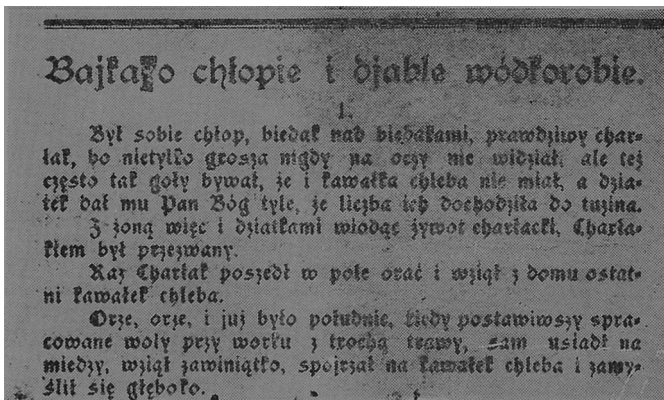 Bajka o chłopie i djable wódkorobie.
1.
Był sobie chłop, biedak nad biedakami, prawdziwy char-
łak, bo nietylko grosza nigdy na oczy nie widział, ale też
często tak goły bywał, że i kawałka chleba nie miał, a dzia-
tek dał mu Pan Bóg tyle, że liczba ich dochodziła do tuzina.
Z żoną więc i dziatkami wiodąc żywot charłacki, Charła-
kiem był przezwany.
Raz Charłak poszedł w pole orać i wziął z domu ostat-
ni kawałek chleba.
Orze, orze, i już było południe, kiedy postawiwszy spra-
cowane woły przy worku z trochą trawy, sam usiadł na
miedzy, wziął zawiniątko, spojrzał na kawałek chleba i zamy-
ślił się głęboko.